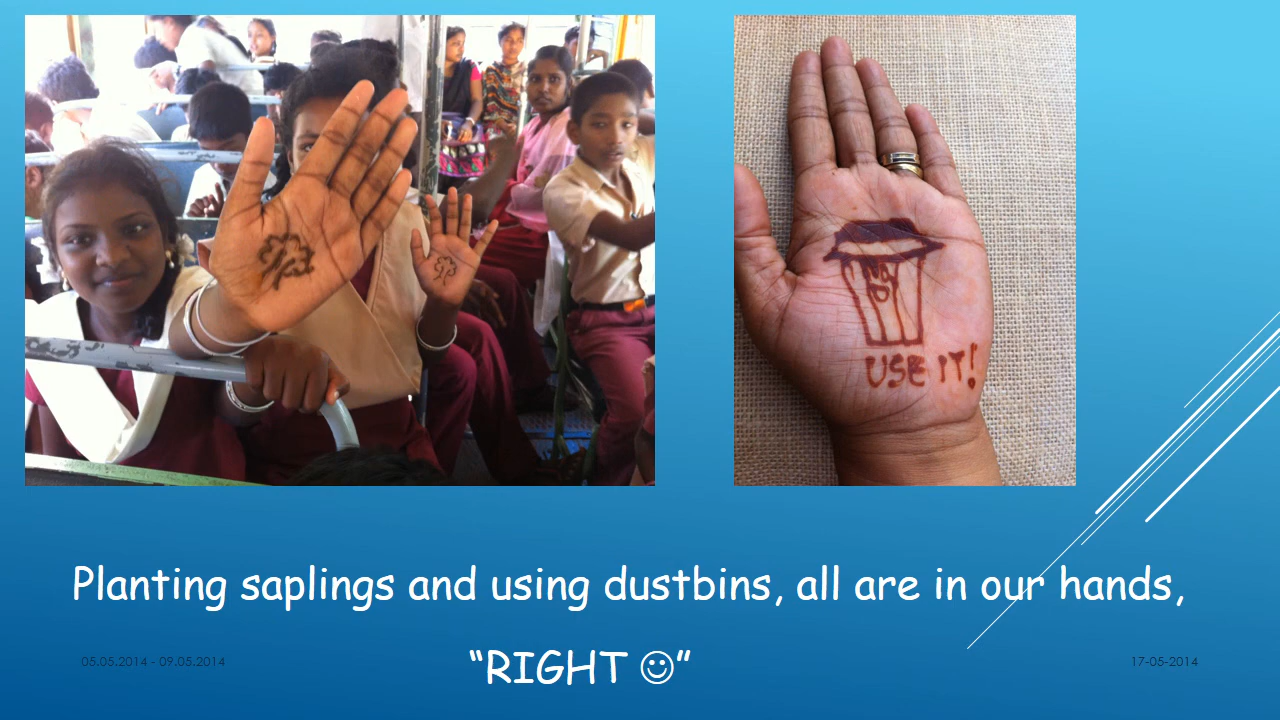 USE IT!
Planting saplings and using dustbins, all are in our hands,
“RIGHT ☺”
05.05.2014 - 09.05.2014
17-05-2014